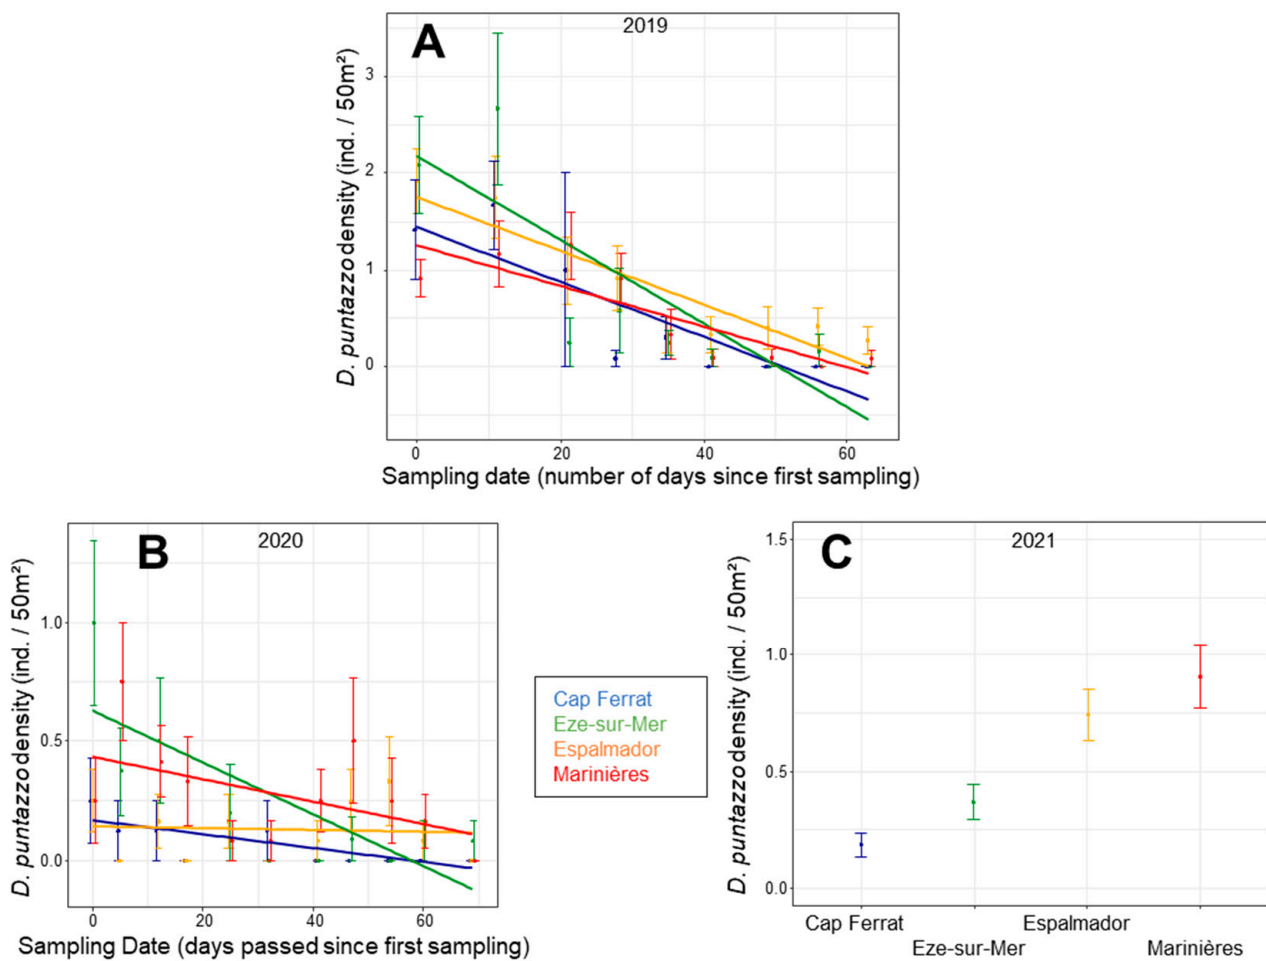 A
2019
D. puntazzo density (ind. / 50m²)
3
2
1
0
0
20
40
60
Sampling date (number of days since first sampling)
B
2020
D. puntazzo density (ind. / 50m²)
1.0
0.5
0.0
0
20
40
60
Sampling Date (days passed since first sampling)
Cap Ferrat
Eze-sur-Mer
Espalmador
Marinières
C
2021
D. puntazzo density (ind. / 50m²)
1.5
1.0
0.5
0.0
Cap Ferrat
Eze-sur-Mer
Espalmador
Marinières